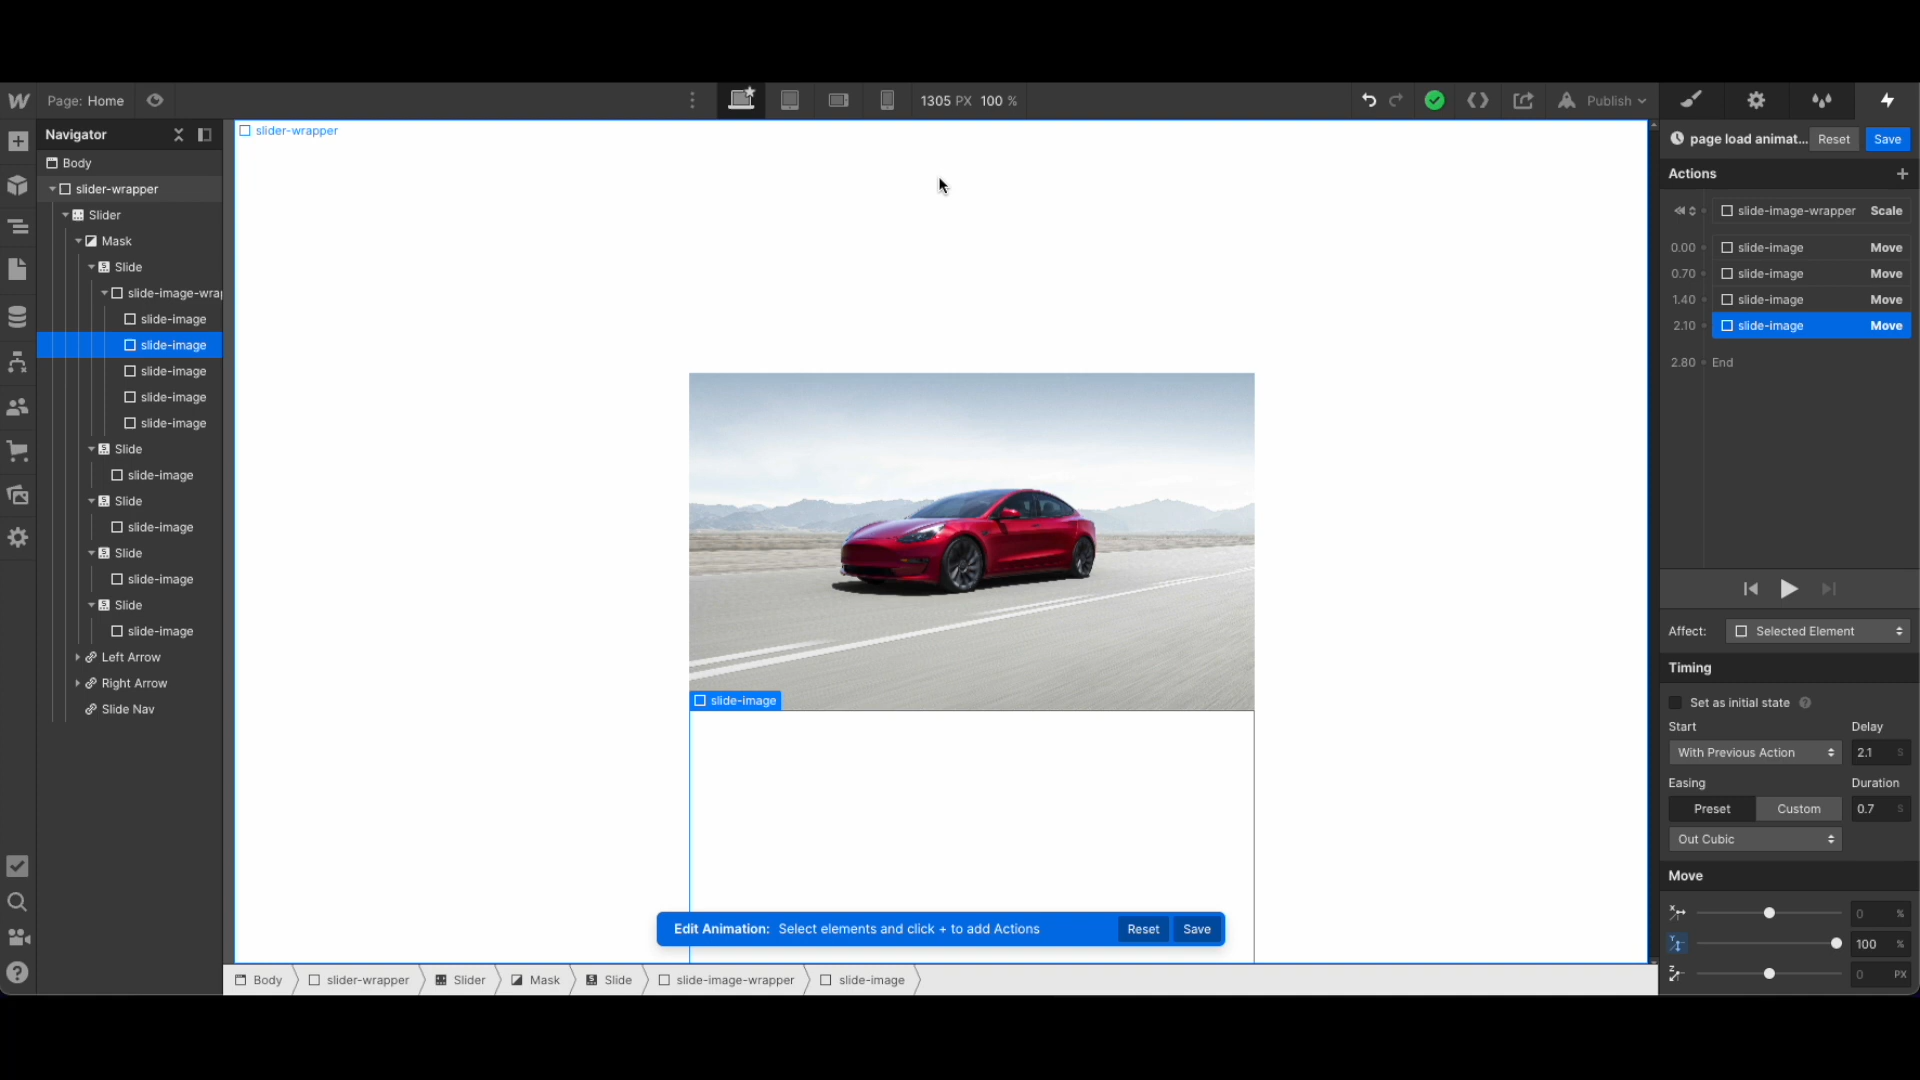 Page: Home
1305 PX 100 %
Publish
Navigator
Body
slider-wrapper
Slider
Mask
Slide
slide-image-wrap
slide-image
slide-image
slide-image
slide-image
slide-image
Slide
slide-image
Slide
slide-image
Slide
slide-image
Slide
slide-image
Left Arrow
Right Arrow
Slide Nav
slider-wrapper
slide-image
Edit Animation: Select elements and click + to add Actions
Reset
Save
Body
slider-wrapper
Slider
Mask
Slide
slide-image-wrapper
slide-image
page load animat...
Reset
Save
Actions
slide-image-wrapper Scale
0.00 slide-image Move
0.70 slide-image Move
1.40 slide-image Move
2.10 slide-image Move
2.80 End
Affect: Selected Element
Timing
Set as initial state
Start Delay
With Previous Action 2.1 S
Easing Duration
Preset Custom 0.7 S
Out Cubic
Move
X 0 %
Y 100 %
Z 0 PX